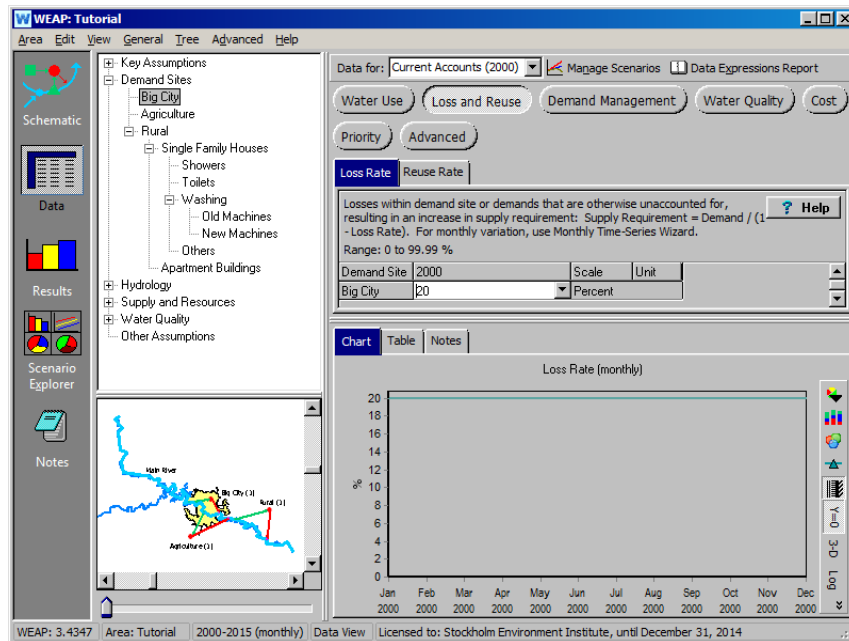 WEAP: Tutorial
Area Edit View General Tree Advanced Help
Schematic
Data
Results
Scenario
Explorer
Notes
Key Assumptions
Demand Sites
Big City
Agriculture
Rural
Single Family Houses
Showers
Toilets
Washing
Old Machines
New Machines
Others
Apartment Buildings
Hydrology
Supply and Resources
Water Quality
Other Assumptions
Main River
Big City (1)
Rural (1)
Agriculture (1)
Data for: Current Accounts (2000) Manage Scenarios Data Expressions Report
Water Use Loss and Reuse Demand Management Water Quality Cost
Priority Advanced
Loss Rate Reuse Rate
Losses within demand site or demands that are otherwise unaccounted for,
resulting in an increase in supply requirement: Supply Requirement = Demand / (1
- Loss Rate). For monthly variation, use Monthly Time-Series Wizard.
Range: 0 to 99.99 %
? Help
Demand Site 2000 Scale Unit
Big City 20 Percent
Chart Table Notes
Loss Rate (monthly)
%
20
18
16
14
12
10
8
6
4
2
0
Jan Feb Mar Apr May Jun Jul Aug Sep Oct Nov Dec
2000 2000 2000 2000 2000 2000 2000 2000 2000 2000 2000 2000
Y=0
3-D
Log
WEAP: 3.4347 Area: Tutorial 2000-2015 (monthly) Data View Licensed to: Stockholm Environment Institute, until December 31, 2014